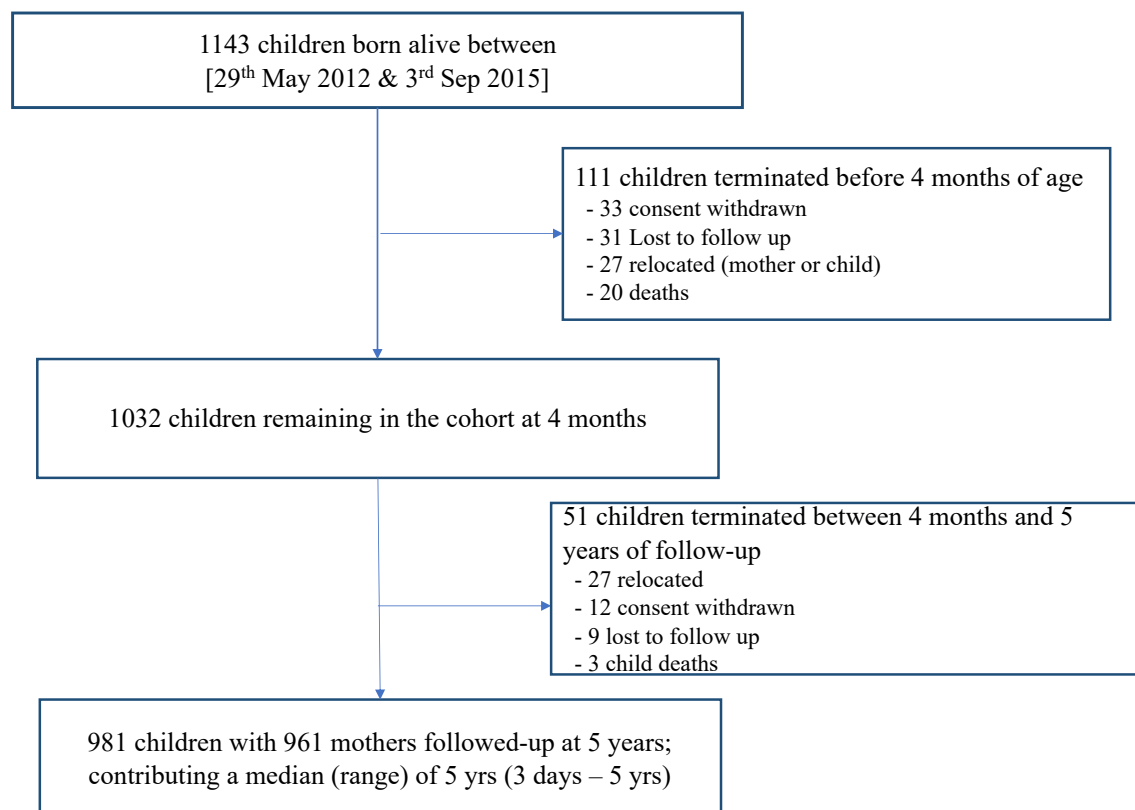 1143 children born alive between
[29th May 2012 & 3rd Sep 2015]
111 children terminated before 4 months of age
- 33 consent withdrawn
- 31 Lost to follow up
- 27 relocated (mother or child)
- 20 deaths
1032 children remaining in the cohort at 4 months
51 children terminated between 4 months and 5
years of follow-up
- 27 relocated
- 12 consent withdrawn
- 9 lost to follow up
- 3 child deaths
981 children with 961 mothers followed-up at 5 years;
contributing a median (range) of 5 yrs (3 days – 5 yrs)